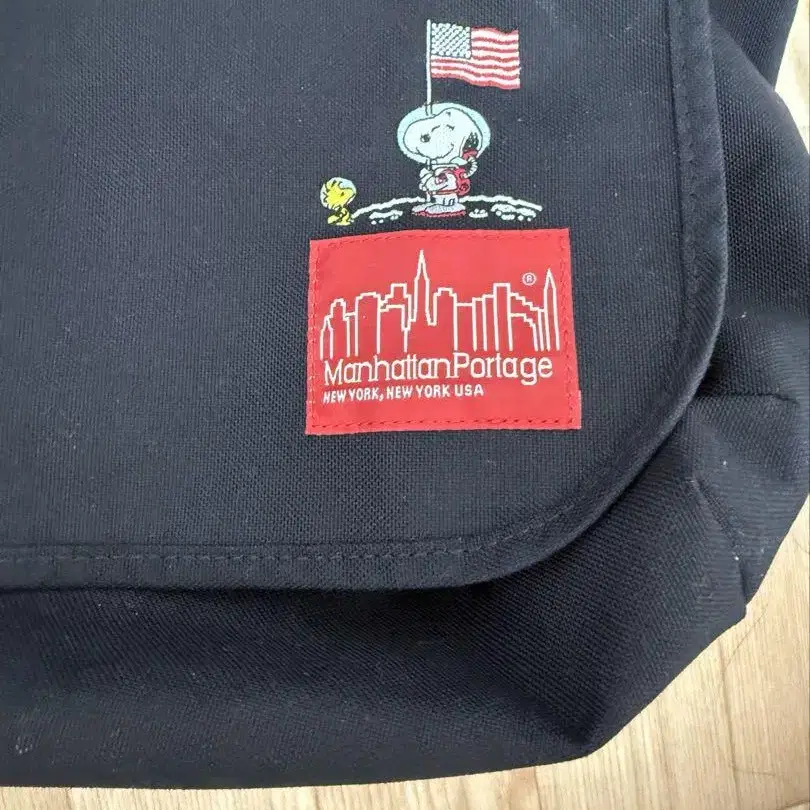 ®
ManhattanPortage
NEW YORK, NEW YORK USA